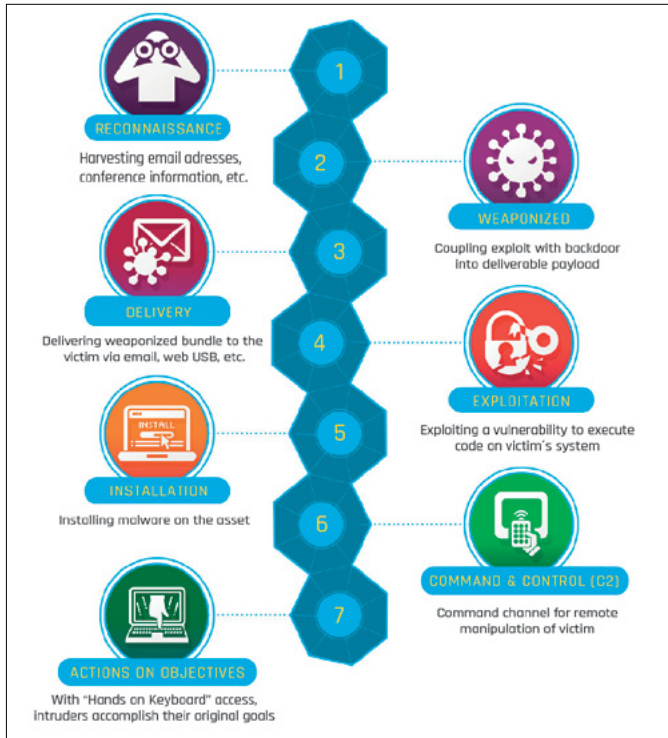 1
RECONNAISSANCE
Harvesting email adresses,
conference information, etc.
2
WEAPONIZED
Coupling exploit with backdoor
into deliverable payload
3
DELIVERY
Delivering weaponized bundle to the
victim via email, web USB, etc.
4
EXPLOITATION
Exploiting a vulnerability to execute
code on victim´s system
5
INSTALL
INSTALLATION
Installing malware on the asset
6
COMMAND & CONTROL (C2)
Command channel for remote
manipulation of victim
7
ACTIONS ON OBJECTIVES
With "Hands on Keyboard" access,
intruders accomplish their original goals